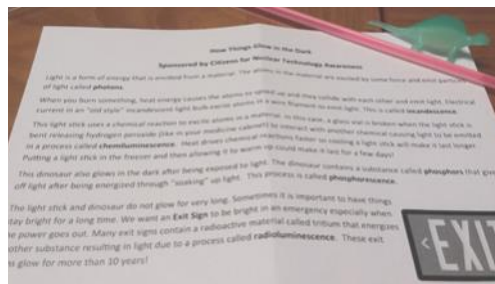 How Things Glow in the Dark
Sponsored by Citizens for Nuclear Technology Awareness
Light is a form of energy that is emitted from a material. The atoms in the material are excited by some force and emit particles
of light called photons.
When you burn something, heat energy causes the atoms to speed up and they collide with each other and emit light. Electrical
current in an "old style" incandescent light bulb excite atoms in a wire filament to emit light. This is called incandescence.
This light stick uses a chemical reaction to excite atoms in a material. In this case, a glass vial is broken when the light stick is
bent releasing hydrogen peroxide (like in your medicine cabinet) to interact with another chemical causing light to be emitted
in a process called chemiluminescence. Heat drives chemical reactions faster so cooling a light stick will make it last longer.
Putting a light stick in the freezer and then allowing it to warm up could make it last for a few days!
This dinosaur also glows in the dark after being exposed to light. The dinosaur contains a substance called phosphors that give
off light after being energized through "soaking" up light. This process is called phosphorescence.
The light stick and dinosaur do not glow for very long. Sometimes it is important to have things
stay bright for a long time. We want an Exit Sign to be bright in an emergency especially when
he power goes out. Many exit signs contain a radioactive material called tritium that energizes
other substance resulting in light due to a process called radioluminescence. These exit
ns glow for more than 10 years!
EXI